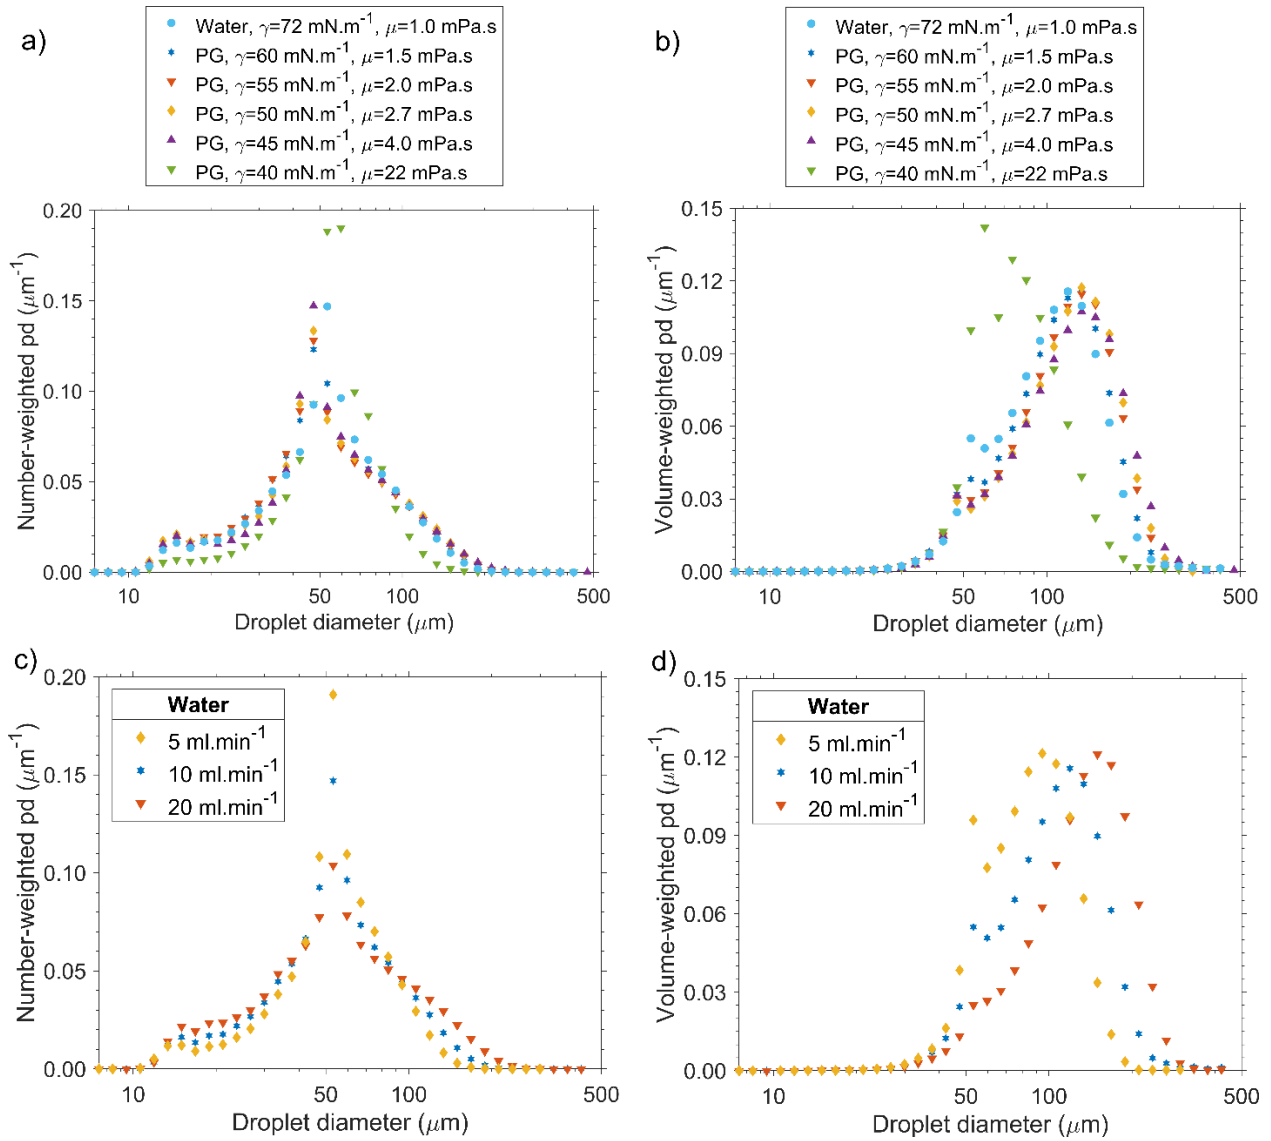 a)
Water, γ=72 mN.m⁻¹, μ=1.0 mPa.s
PG, γ=60 mN.m⁻¹, μ=1.5 mPa.s
PG, γ=55 mN.m⁻¹, μ=2.0 mPa.s
PG, γ=50 mN.m⁻¹, μ=2.7 mPa.s
PG, γ=45 mN.m⁻¹, μ=4.0 mPa.s
PG, γ=40 mN.m⁻¹, μ=22 mPa.s
Number-weighted pd (μm⁻¹)
0.20
0.15
0.10
0.05
0.00
10 50 100 500
Droplet diameter (μm)
b)
Water, γ=72 mN.m⁻¹, μ=1.0 mPa.s
PG, γ=60 mN.m⁻¹, μ=1.5 mPa.s
PG, γ=55 mN.m⁻¹, μ=2.0 mPa.s
PG, γ=50 mN.m⁻¹, μ=2.7 mPa.s
PG, γ=45 mN.m⁻¹, μ=4.0 mPa.s
PG, γ=40 mN.m⁻¹, μ=22 mPa.s
Volume-weighted pd (μm⁻¹)
0.15
0.12
0.09
0.06
0.03
0.00
10 50 100 500
Droplet diameter (μm)
c)
Water
5 ml.min⁻¹
10 ml.min⁻¹
20 ml.min⁻¹
Number-weighted pd (μm⁻¹)
0.20
0.15
0.10
0.05
0.00
10 50 100 500
Droplet diameter (μm)
d)
Water
5 ml.min⁻¹
10 ml.min⁻¹
20 ml.min⁻¹
Volume-weighted pd (μm⁻¹)
0.15
0.12
0.09
0.06
0.03
0.00
10 50 100 500
Droplet diameter (μm)